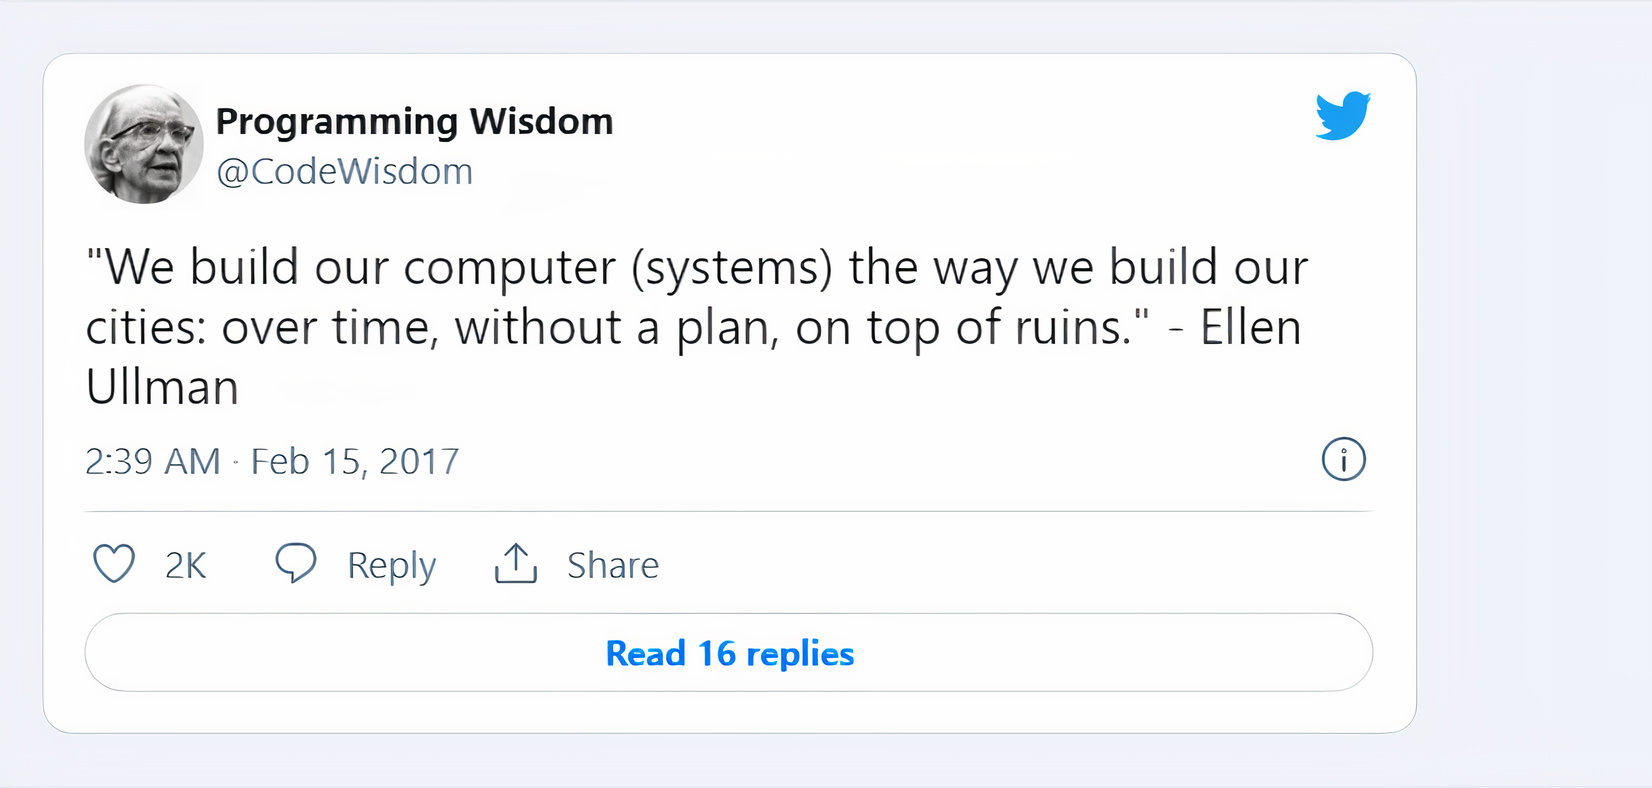 Programming Wisdom
@CodeWisdom
"We build our computer (systems) the way we build our
cities: over time, without a plan, on top of ruins." - Ellen
Ullman
2:39 AM · Feb 15, 2017
2K Reply Share
Read 16 replies